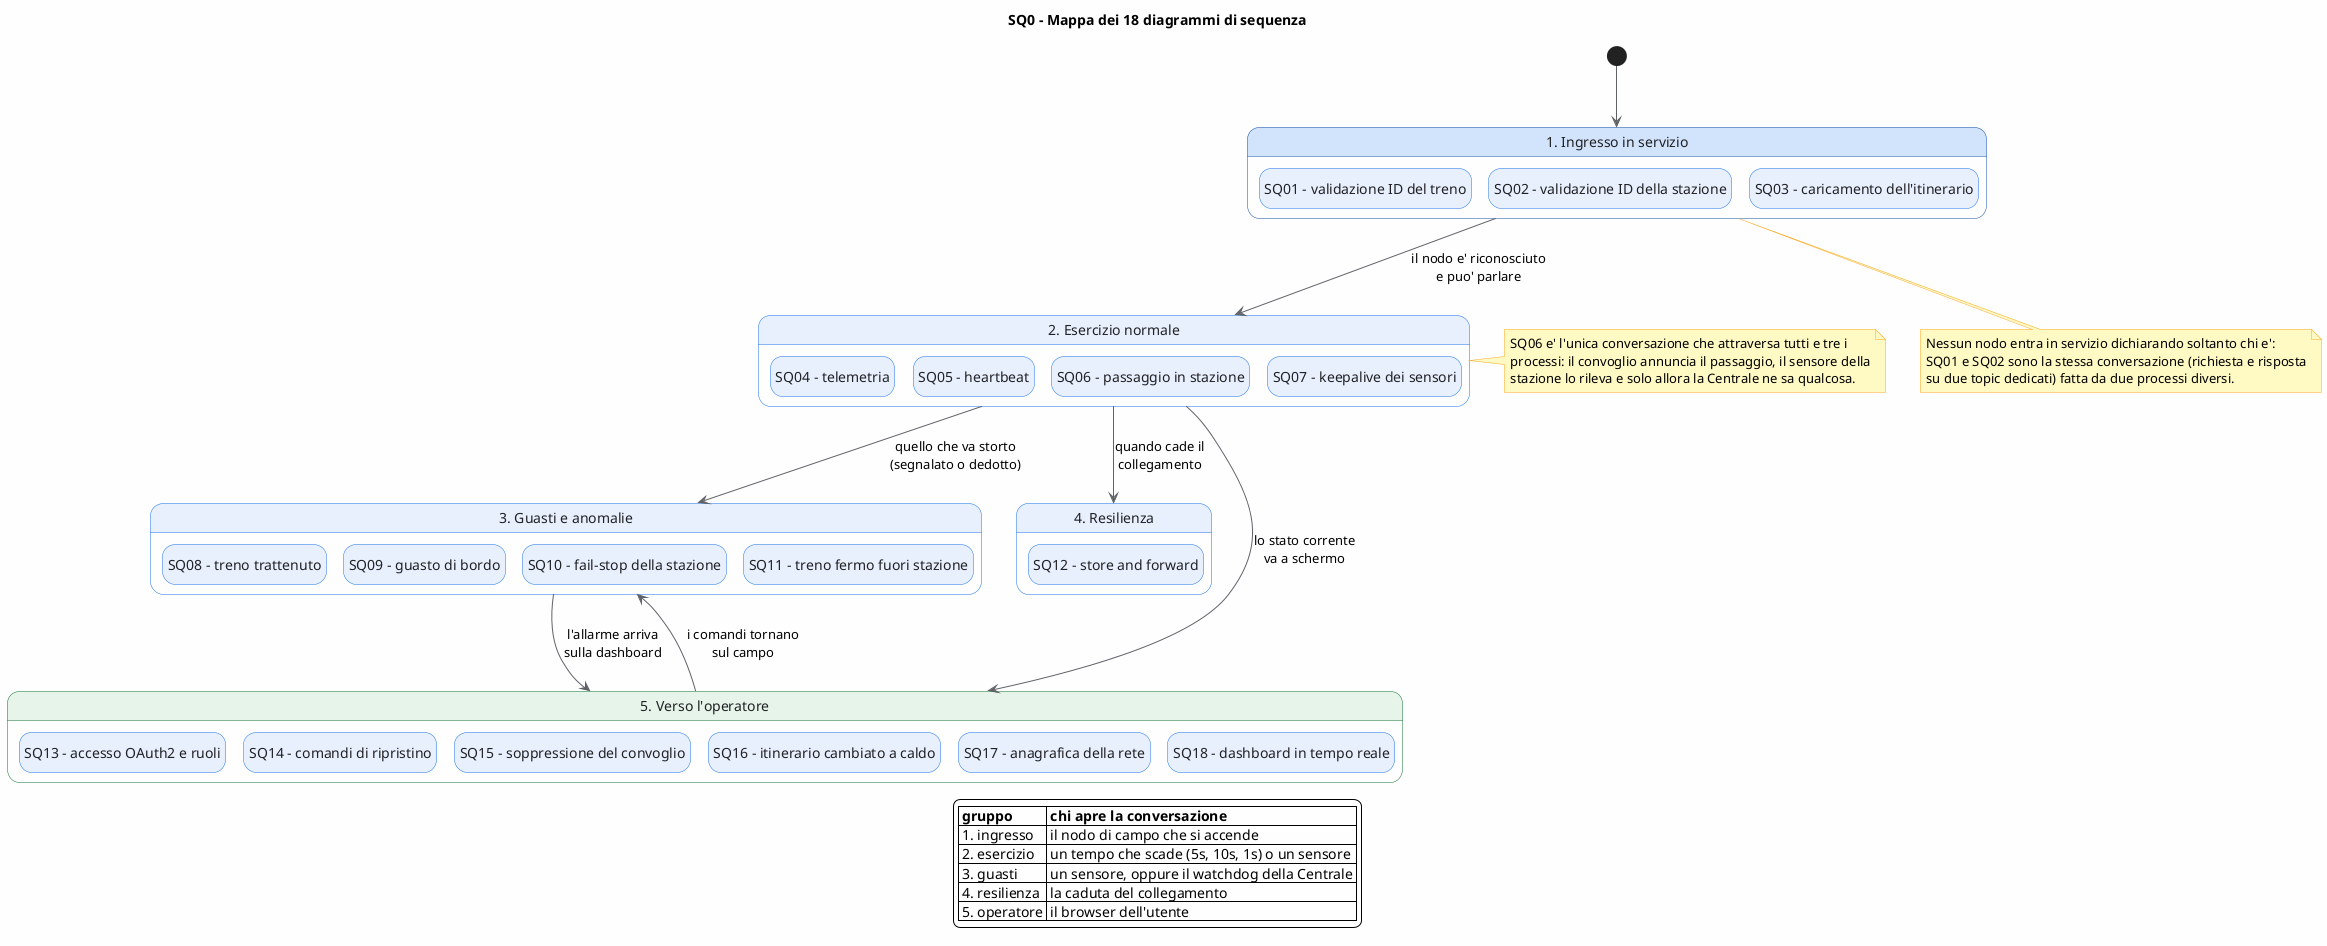 SQ0 - Mappa dei 18 diagrammi di sequenza
1. Ingresso in servizio
SQ01 - validazione ID del treno
SQ02 - validazione ID della stazione
SQ03 - caricamento dell'itinerario
il nodo e' riconosciuto
e puo' parlare
2. Esercizio normale
SQ04 - telemetria
SQ05 - heartbeat
SQ06 - passaggio in stazione
SQ07 - keepalive dei sensori
SQ06 e' l'unica conversazione che attraversa tutti e tre i
processi: il convoglio annuncia il passaggio, il sensore della
stazione lo rileva e solo allora la Centrale ne sa qualcosa.
Nessun nodo entra in servizio dichiarando soltanto chi e':
SQ01 e SQ02 sono la stessa conversazione (richiesta e risposta
su due topic dedicati) fatta da due processi diversi.
quello che va storto
(segnalato o dedotto)
quando cade il
collegamento
lo stato corrente
va a schermo
3. Guasti e anomalie
SQ08 - treno trattenuto
SQ09 - guasto di bordo
SQ10 - fail-stop della stazione
SQ11 - treno fermo fuori stazione
4. Resilienza
SQ12 - store and forward
l'allarme arriva
sulla dashboard
i comandi tornano
sul campo
5. Verso l'operatore
SQ13 - accesso OAuth2 e ruoli
SQ14 - comandi di ripristino
SQ15 - soppressione del convoglio
SQ16 - itinerario cambiato a caldo
SQ17 - anagrafica della rete
SQ18 - dashboard in tempo reale
gruppo chi apre la conversazione
1. ingresso il nodo di campo che si accende
2. esercizio un tempo che scade (5s, 10s, 1s) o un sensore
3. guasti un sensore, oppure il watchdog della Centrale
4. resilienza la caduta del collegamento
5. operatore il browser dell'utente